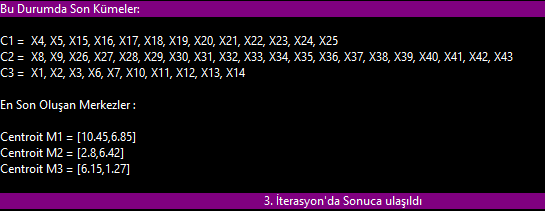 Bu Durumda Son Kümeler:
C1 = X4, X5, X15, X16, X17, X18, X19, X20, X21, X22, X23, X24, X25
C2 = X8, X9, X26, X27, X28, X29, X30, X31, X32, X33, X34, X35, X36, X37, X38, X39, X40, X41, X42, X43
C3 = X1, X2, X3, X6, X7, X10, X11, X12, X13, X14
En Son Oluşan Merkezler :
Centroit M1 = [10.45,6.85]
Centroit M2 = [2.8,6.42]
Centroit M3 = [6.15,1.27]
3. İterasyon'da Sonuca ulaşıldı